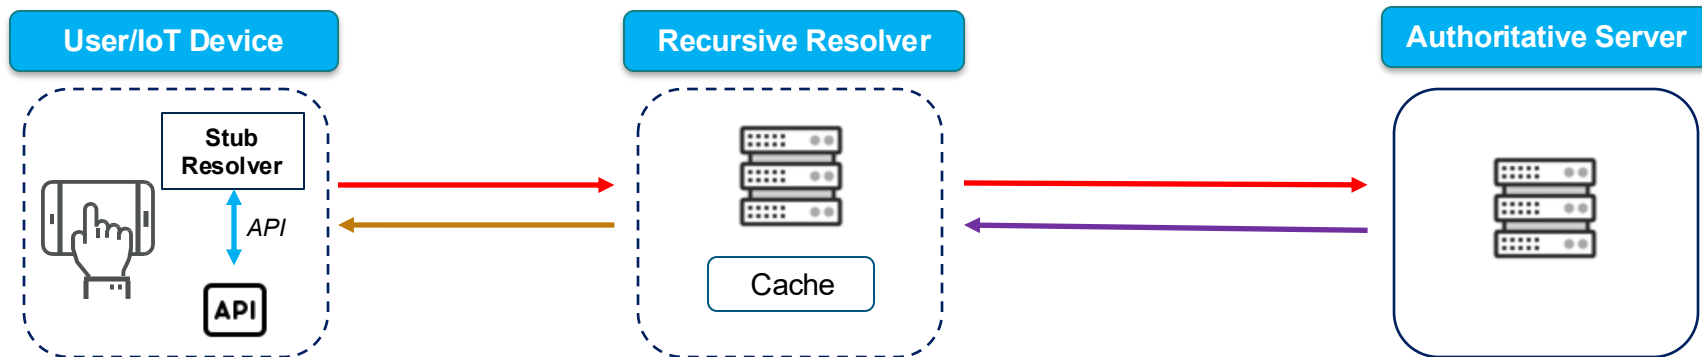 User/IoT Device
Recursive Resolver
Authoritative Server
Stub
Resolver
API
API
Cache